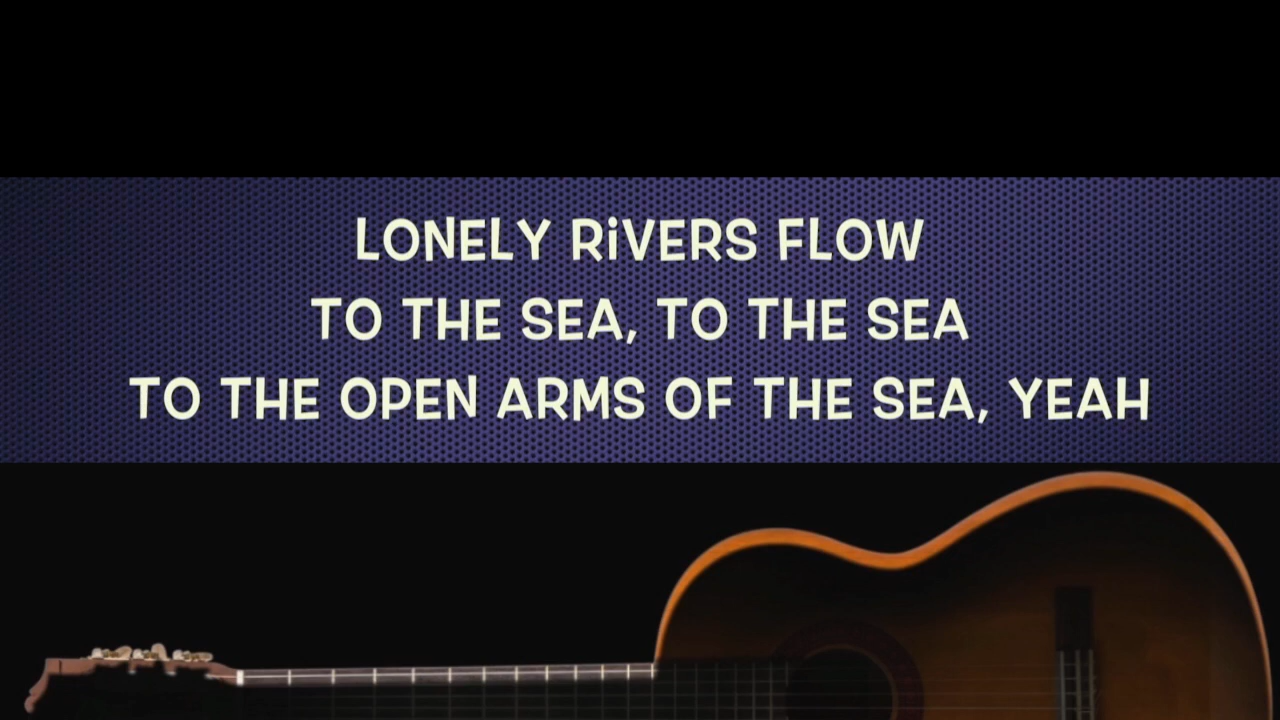 LONELY RiVERS FLOW
TO THE SEA, TO THE SEA
TO THE OPEN ARMS OF THE SEA, YEAH